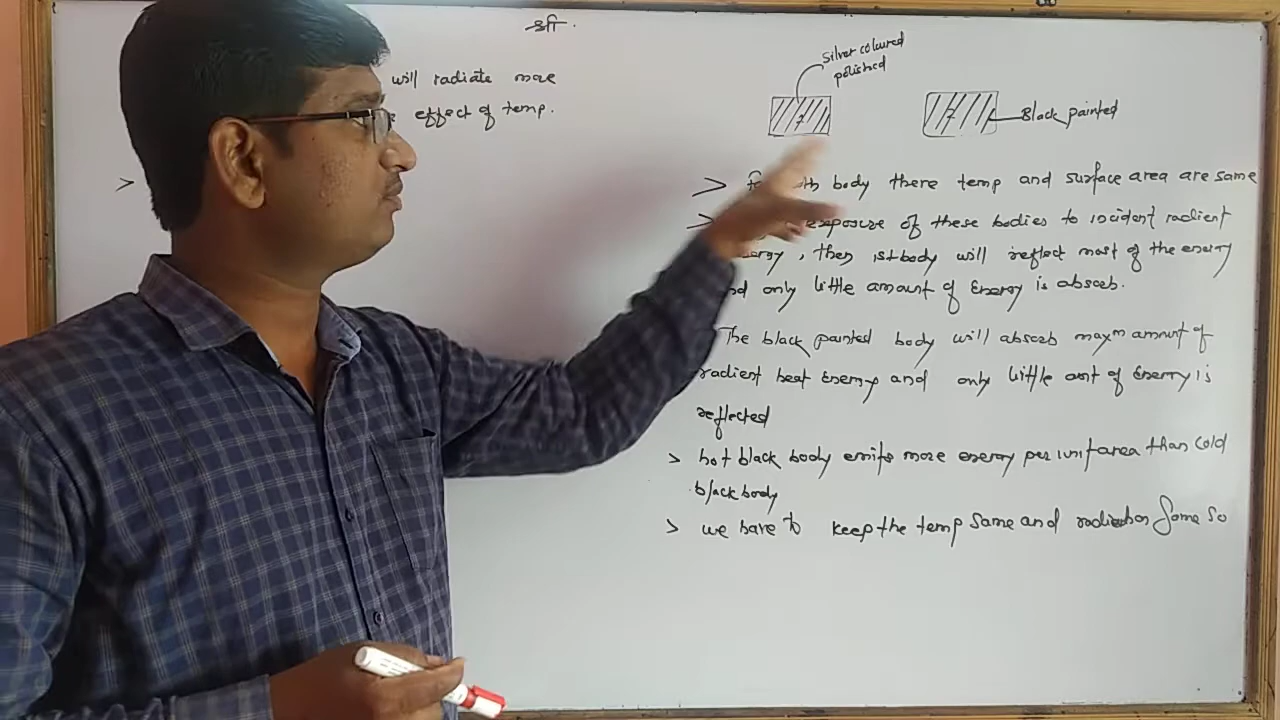 श्री.
will radiate more
effect of temp.
>
Silver coloured
polished
Black painted
> body there temp and surface area are same
> exposure of these bodies to incident radient
, then 1st body will reflect most of the energy
only little amount of Energy is absorb.
The black painted body will absorb maxm amount of
radient heat Energy and only little amt of Energy is
reflected
> hot black body emits more energy per unit area than cold
black body
> we have to keep the temp same and radiation same so